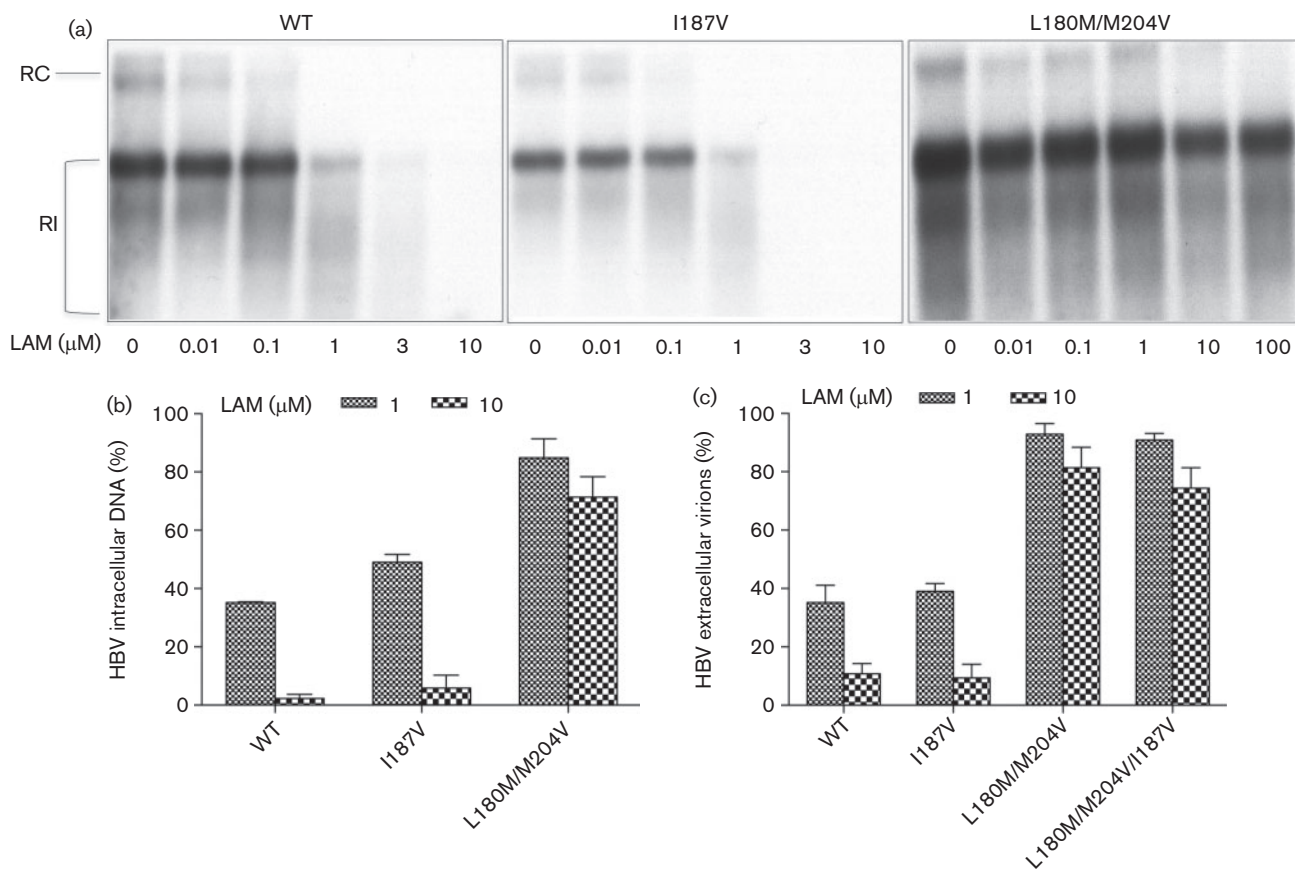 (a)
WT
I187V
L180M/M204V
RC
RI
LAM (μM) 0 0.01 0.1 1 3 10 0 0.01 0.1 1 3 10 0 0.01 0.1 1 10 100
(b)
LAM (μM) 1 10
HBV intracellular DNA (%)
100
80
60
40
20
0
WT
I187V
L180M/M204V
(c)
LAM (μM) 1 10
HBV extracellular virions (%)
100
80
60
40
20
0
WT
I187V
L180M/M204V
L180M/M204V/I187V